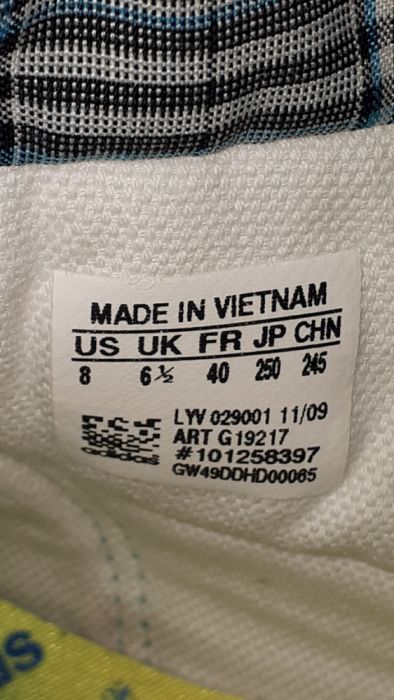 MADE IN VIETNAM
US UK FR JP CHN
8 6½ 40 250 245
LYV 029001 11/09
ART G19217
#101258397
GW49DDHD00065
adidas